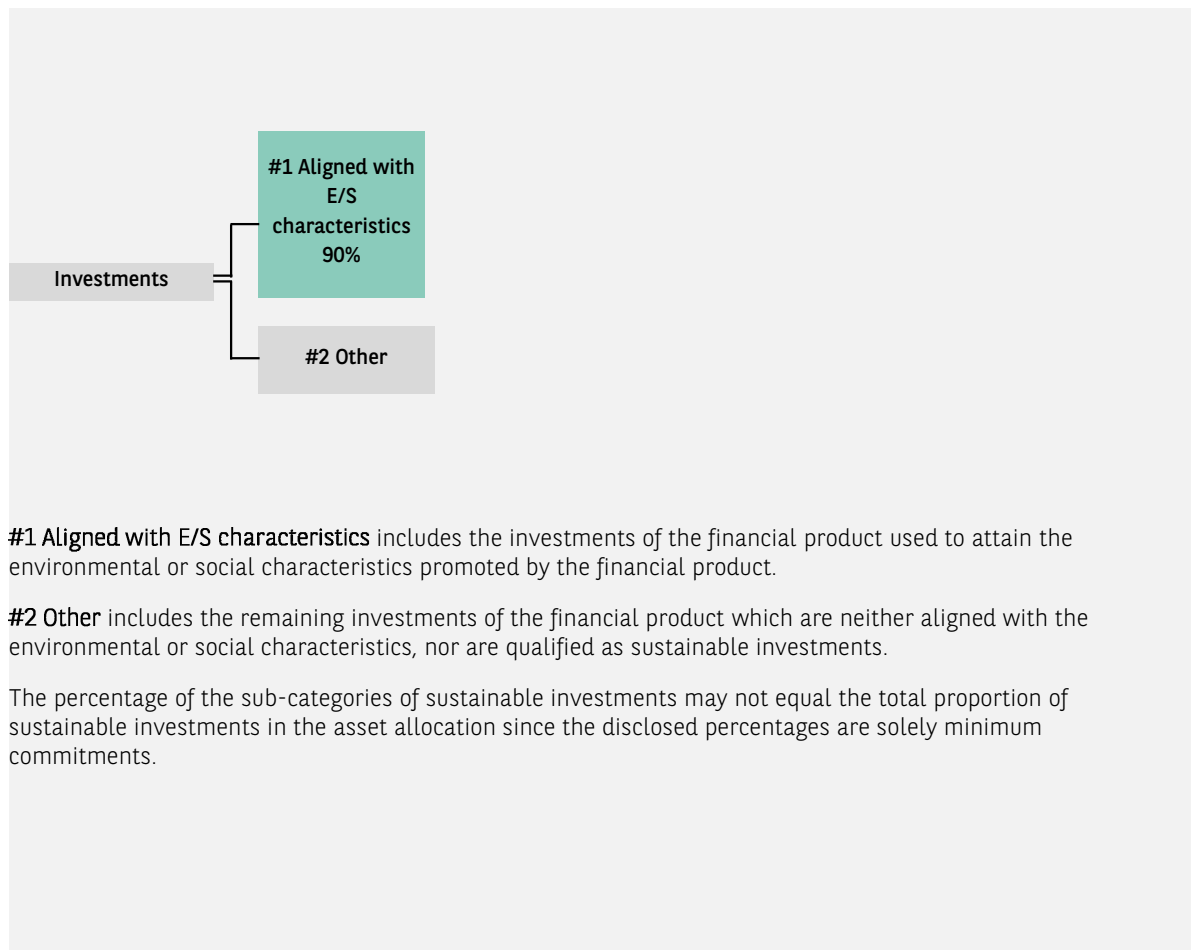 #1 Aligned with
E/S
characteristics
90%
Investments
#2 Other
#1 Aligned with E/S characteristics includes the investments of the financial product used to attain the
environmental or social characteristics promoted by the financial product.
#2 Other includes the remaining investments of the financial product which are neither aligned with the
environmental or social characteristics, nor are qualified as sustainable investments.
The percentage of the sub-categories of sustainable investments may not equal the total proportion of
sustainable investments in the asset allocation since the disclosed percentages are solely minimum
commitments.